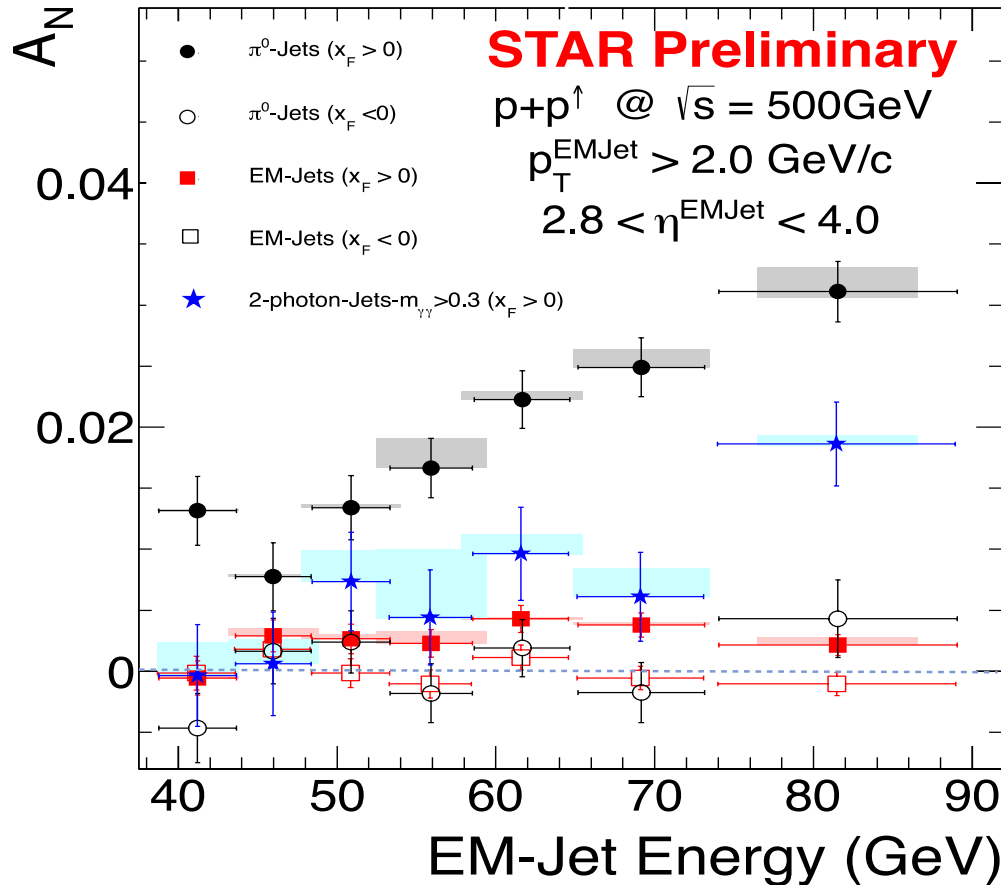 A_N
π⁰-Jets (x_F > 0)
π⁰-Jets (x_F <0)
EM-Jets (x_F > 0)
EM-Jets (x_F < 0)
2-photon-Jets-m_γγ>0.3 (x_F > 0)
STAR Preliminary
p+p↑ @ √s = 500GeV
p_T^EMJet > 2.0 GeV/c
2.8 < η^EMJet < 4.0
0.04
0.02
0
40 50 60 70 80 90
EM-Jet Energy (GeV)